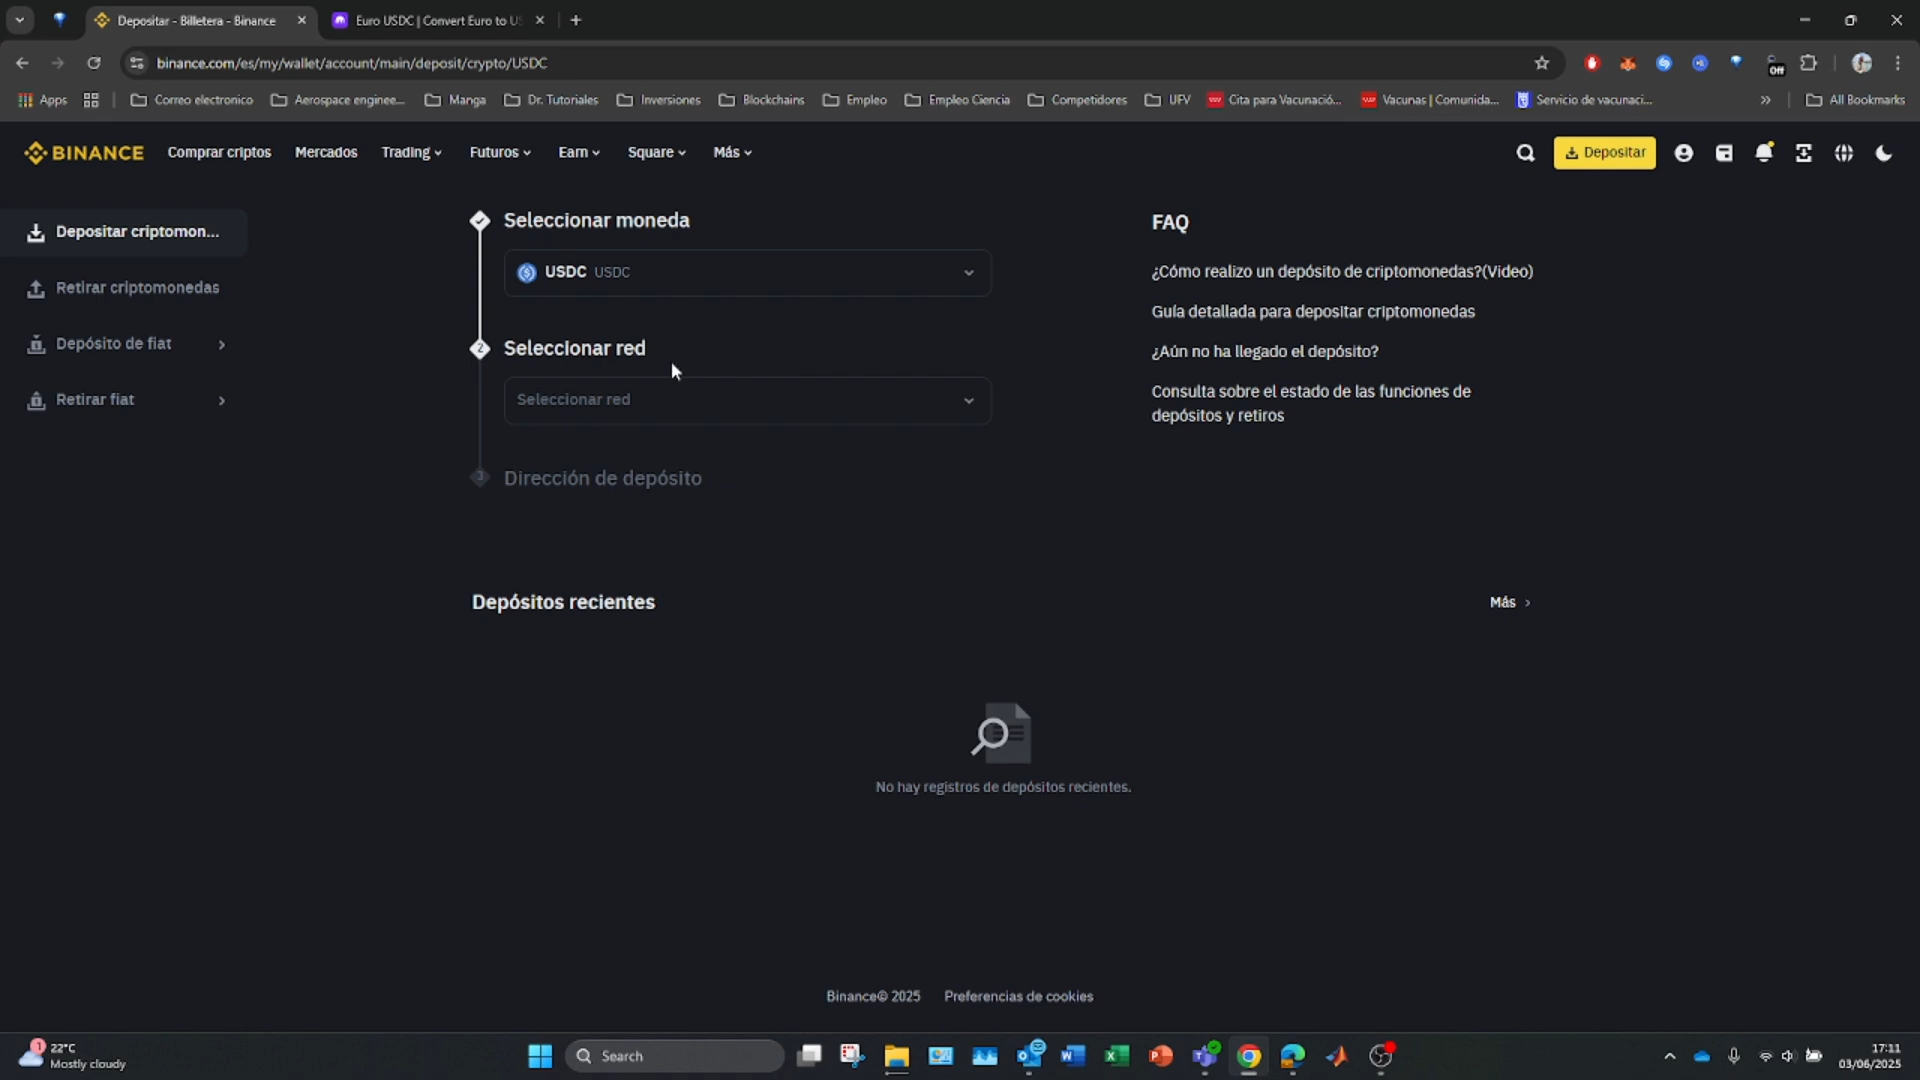 Depositar - Billetera - Binance
Euro USDC | Convert Euro to US
binance.com/es/my/wallet/account/main/deposit/crypto/USDC
Off
Apps
Correo electronico
Aerospace enginee...
Manga
Dr. Tutoriales
Inversiones
Blockchains
Empleo
Empleo Ciencia
Competidores
UFV
Cita para Vacunació...
Vacunas | Comunida...
Servicio de vacunaci...
All Bookmarks
BINANCE
Comprar criptos
Mercados
Trading
Futuros
Earn
Square
Más
Depositar
Depositar criptomon...
Retirar criptomonedas
Depósito de fiat
Retirar fiat
Seleccionar moneda
USDC USDC
2
Seleccionar red
Seleccionar red
3
Dirección de depósito
FAQ
¿Cómo realizo un depósito de criptomonedas?(Video)
Guía detallada para depositar criptomonedas
¿Aún no ha llegado el depósito?
Consulta sobre el estado de las funciones de
depósitos y retiros
Depósitos recientes
Más
No hay registros de depósitos recientes.
Binance© 2025
Preferencias de cookies
1
22°C
Mostly cloudy
Search
17:11
03/06/2025